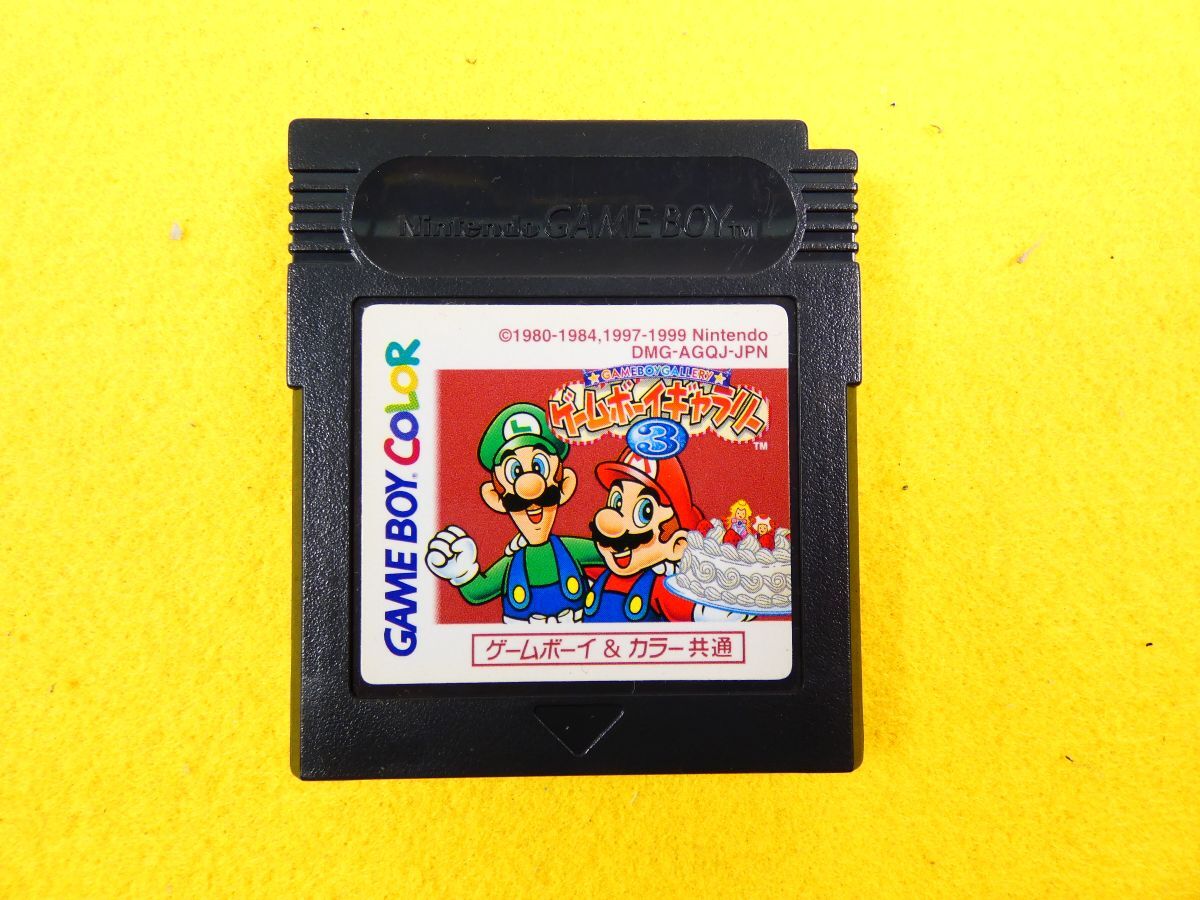 Nintendo GAME BOY™
©1980-1984,1997-1999 Nintendo
DMG-AGQJ-JPN
GAME BOY COLOR
GAMEBOYGALLERY
ゲームボーイギャラリー
3
™
L
M
ゲームボーイ & カラー 共通